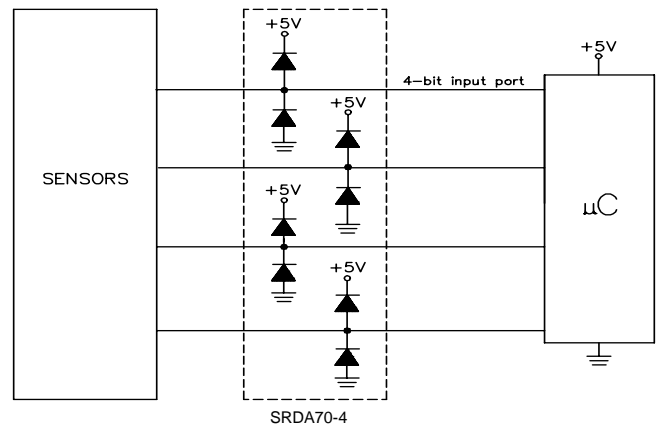 +5V
+5V
4-bit input port
+5V
SENSORS
+5V
µC
+5V
SRDA70-4